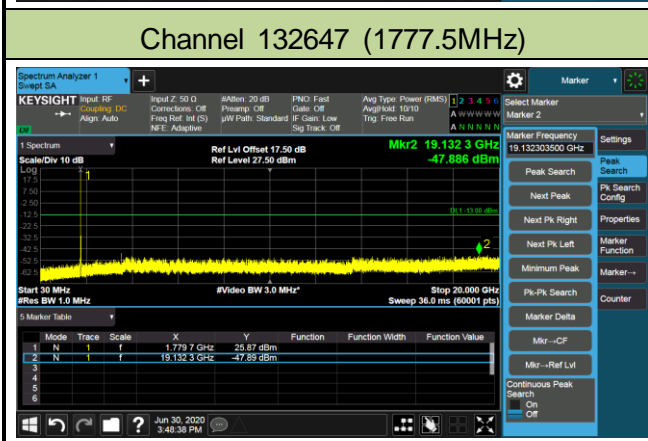 Channel 132647 (1777.5MHz)
Spectrum Analyzer 1
Swept SA
+
Marker
KEYSIGHT
Input: RF
Coupling: DC
Align: Auto
Input Z: 50 Ω
Corrections: Off
Freq Ref: Int (S)
NFE: Adaptive
#Atten: 20 dB
Preamp: Off
µW Path: Standard
PNO: Fast
Gate: Off
IF Gain: Low
Sig Track: Off
Avg Type: Power (RMS)
Avg|Hold: 10/10
Trig: Free Run
1 2 3 4 5 6
A W W W W W
A N N N N N
Select Marker
Marker 2
1 Spectrum
Scale/Div 10 dB
Ref Lvl Offset 17.50 dB
Ref Level 27.50 dBm
Mkr2 19.132 3 GHz
-47.886 dBm
Log
17.5
7.50
-2.50
-12.5
-22.5
-32.5
-42.5
-52.5
-62.5
1
DL1 -13.00 dBm
2
Start 30 MHz
#Res BW 1.0 MHz
#Video BW 3.0 MHz*
Stop 20.000 GHz
Sweep 36.0 ms (60001 pts)
5 Marker Table
Mode Trace Scale X Y Function Function Width Function Value
1 N 1 f 1.779 7 GHz 25.87 dBm
2 N 1 f 19.132 3 GHz -47.89 dBm
3
4
5
6
Marker Frequency
19.132303500 GHz
Peak Search
Next Peak
Next Pk Right
Next Pk Left
Minimum Peak
Pk-Pk Search
Marker Delta
Mkr→CF
Mkr→Ref Lvl
Continuous Peak Search
On
Off
Settings
Peak Search
Pk Search Config
Properties
Marker Function
Marker→
Counter
?
Jun 30, 2020
3:48:38 PM